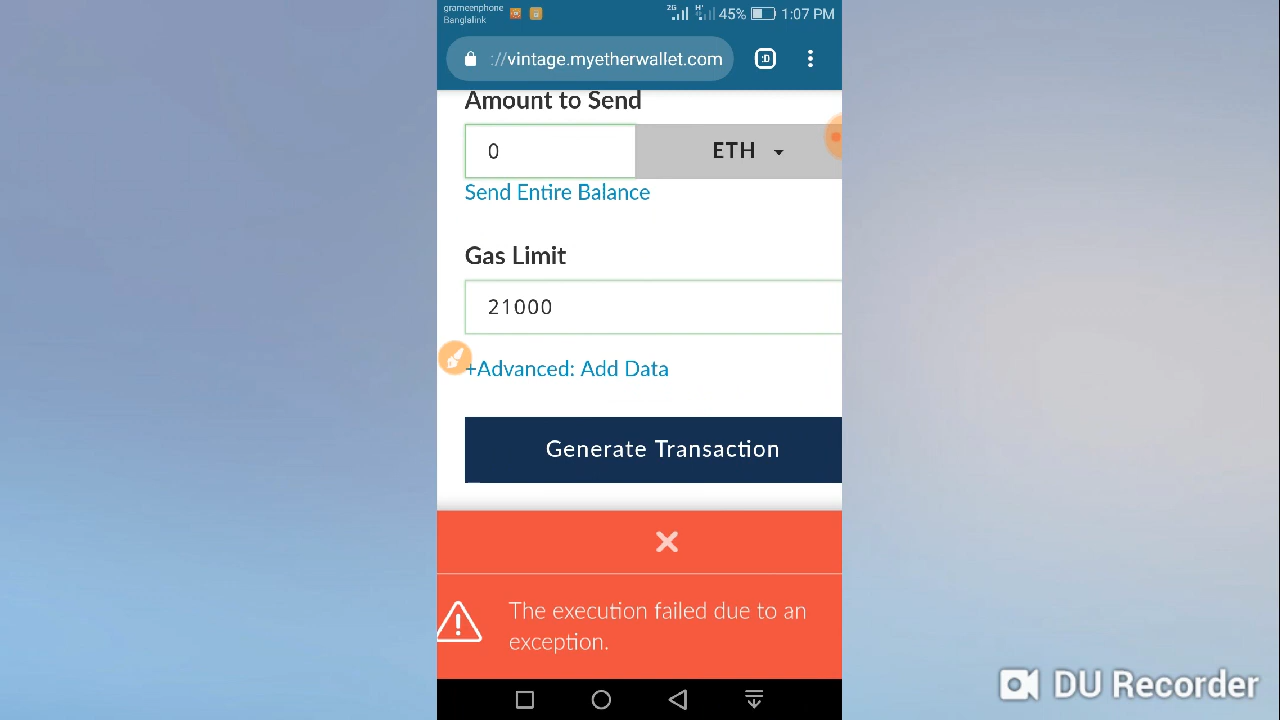 grameenphone
Banglalink
2G
H
45%
1:07 PM
://vintage.myetherwallet.com
:D
Amount to Send
0
ETH
Send Entire Balance
Gas Limit
21000
+Advanced: Add Data
Generate Transaction
The execution failed due to an
exception.
DU Recorder